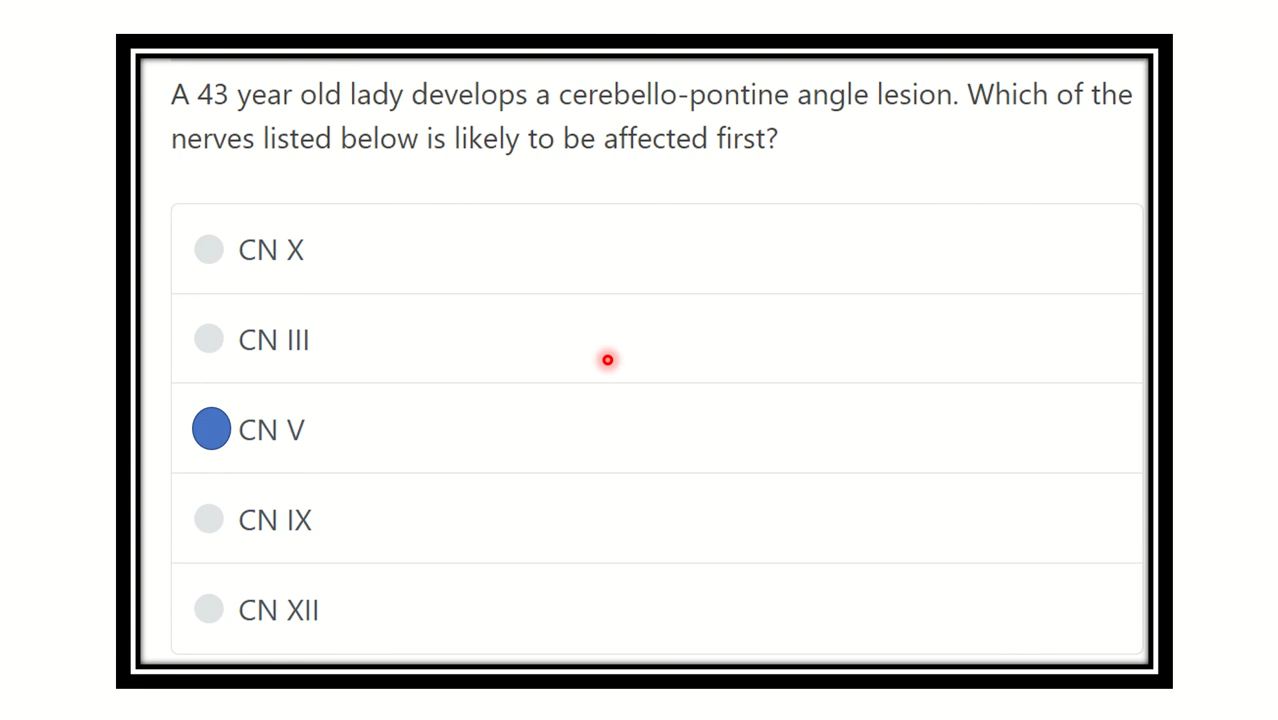 A 43 year old lady develops a cerebello-pontine angle lesion. Which of the
nerves listed below is likely to be affected first?
CN X
CN III
CN V
CN IX
CN XII